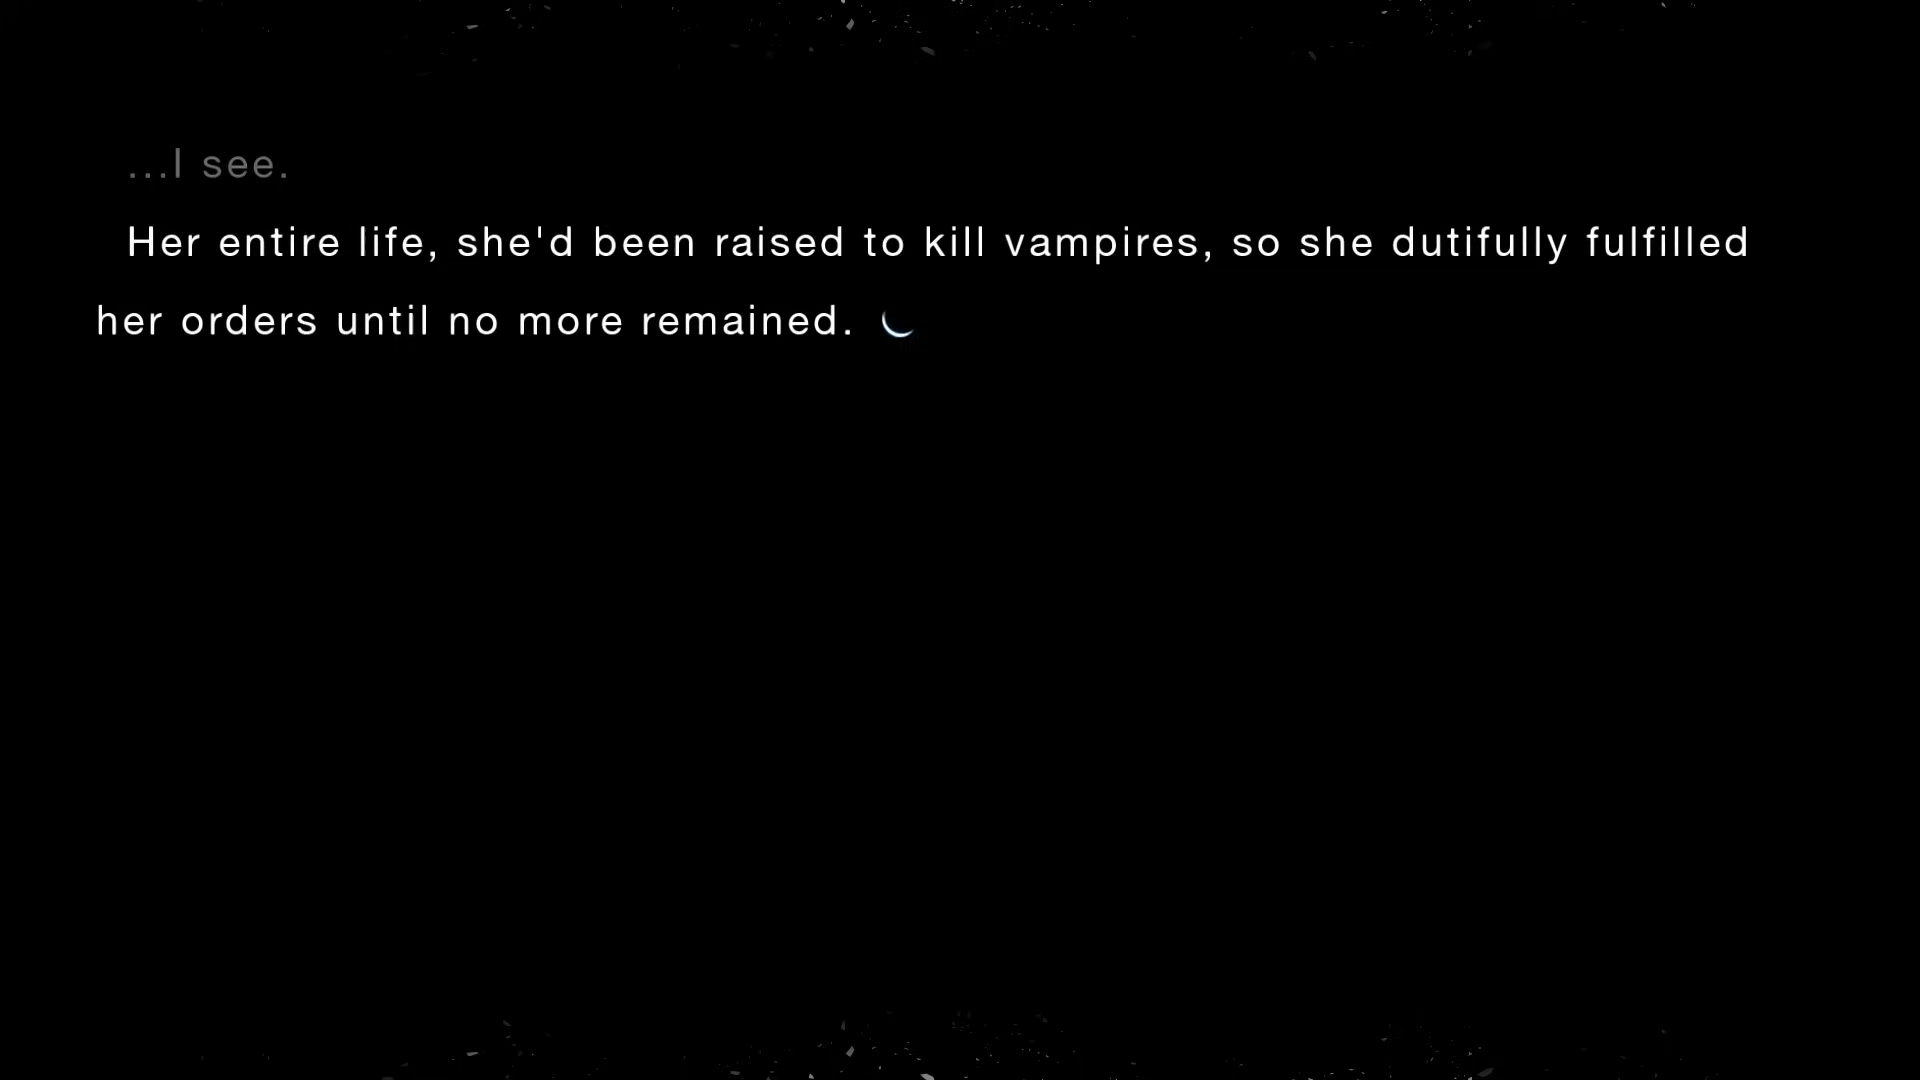 ...I see.
Her entire life, she'd been raised to kill vampires, so she dutifully fulfilled
her orders until no more remained.